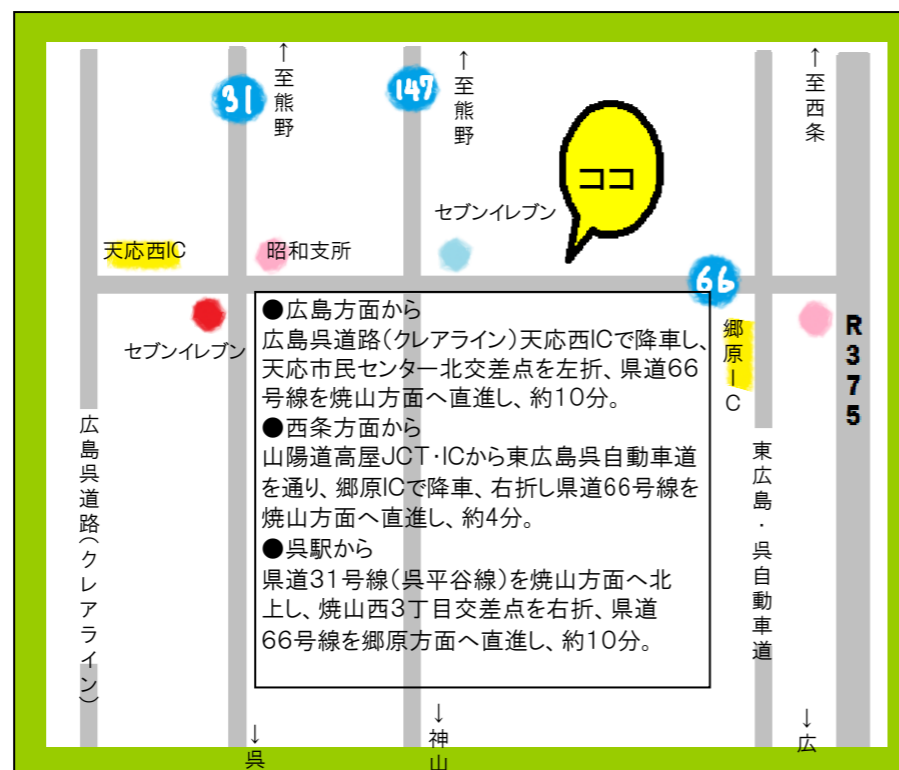 ↑至熊野
↑至熊野
↑至西条
31
147
ココ
セブンイレブン
天応西IC
昭和支所
66
セブンイレブン
郷原IC
R375
●広島方面から
広島呉道路(クレアライン)天応西ICで降車し、
天応市民センター北交差点を左折、県道66
号線を焼山方面へ直進し、約10分。
●西条方面から
山陽道高屋JCT・ICから東広島呉自動車道
を通り、郷原ICで降車、右折し県道66号線を
焼山方面へ直進し、約4分。
●呉駅から
県道31号線(呉平谷線)を焼山方面へ北
上し、焼山西3丁目交差点を右折、県道
66号線を郷原方面へ直進し、約10分。
広島呉道路(クレアライン)
東広島・呉自動車道
↓呉
↓神山
↓広